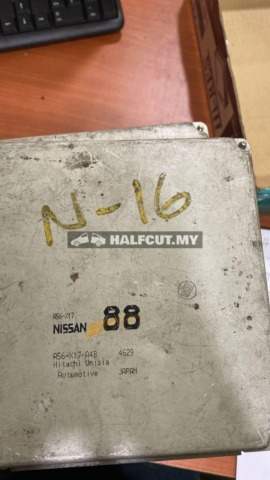 N-16
HALFCUT.MY
A56-X17
NISSAN 88
A56-X17-A4B 4629
Hitachi Unisia
Automotive JAPAN